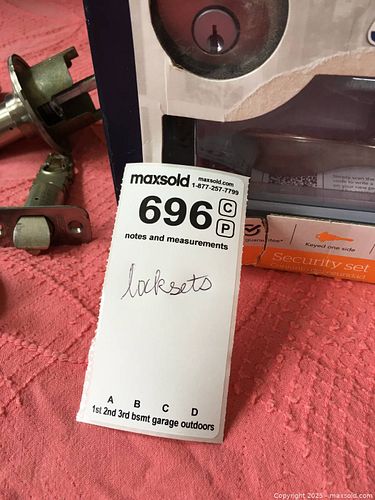 maxsold maxsold.com
1-877-257-7799
696 C
P
notes and measurements
locksets
A B C D
1st 2nd 3rd bsmt garage outdoors
Keyed one side
Security set
Copyright 2025 - maxsold.com